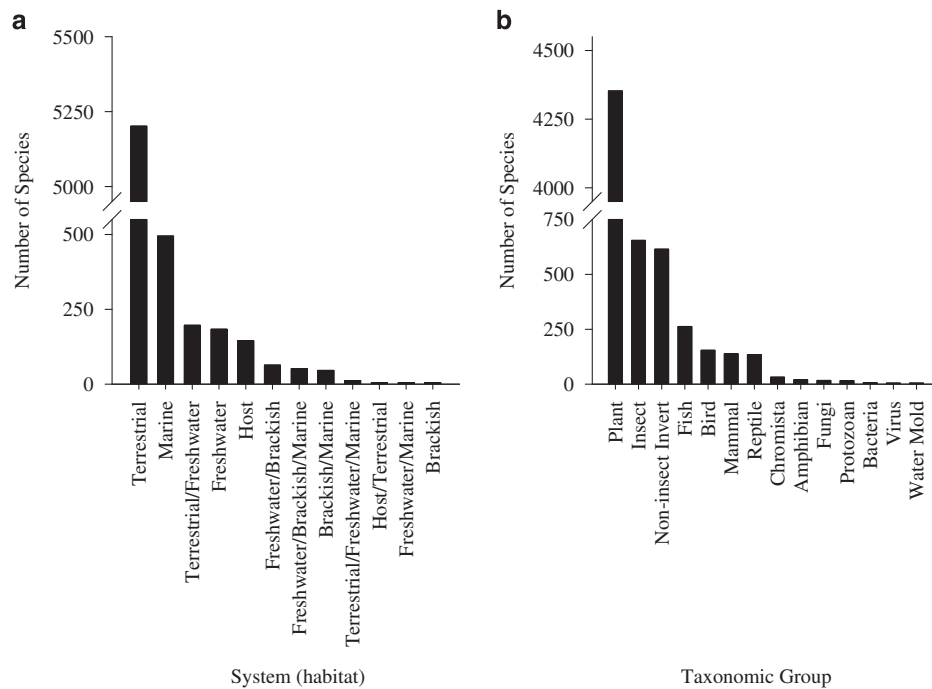 a
5500
5250
5000
500
250
0
Number of Species
Terrestrial
Marine
Terrestrial/Freshwater
Freshwater
Host
Freshwater/Brackish
Freshwater/Brackish/Marine
Brackish/Marine
Terrestrial/Freshwater/Marine
Host/Terrestrial
Freshwater/Marine
Brackish
System (habitat)
b
4500
4250
4000
750
500
250
0
Number of Species
Plant
Insect
Non-insect Invert
Fish
Bird
Mammal
Reptile
Chromista
Amphibian
Fungi
Protozoan
Bacteria
Virus
Water Mold
Taxonomic Group